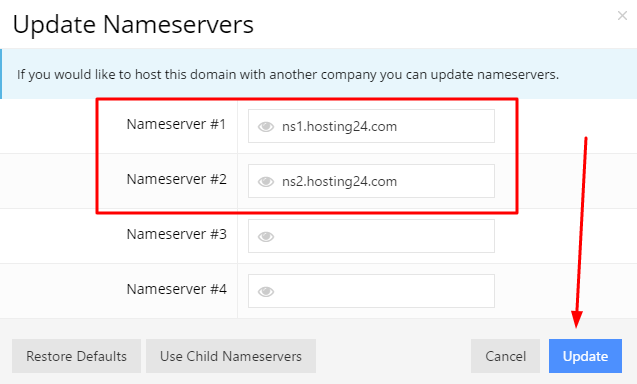 Update Nameservers
×
If you would like to host this domain with another company you can update nameservers.
Nameserver #1 ns1.hosting24.com
Nameserver #2 ns2.hosting24.com
Nameserver #3
Nameserver #4
Restore Defaults Use Child Nameservers Cancel Update